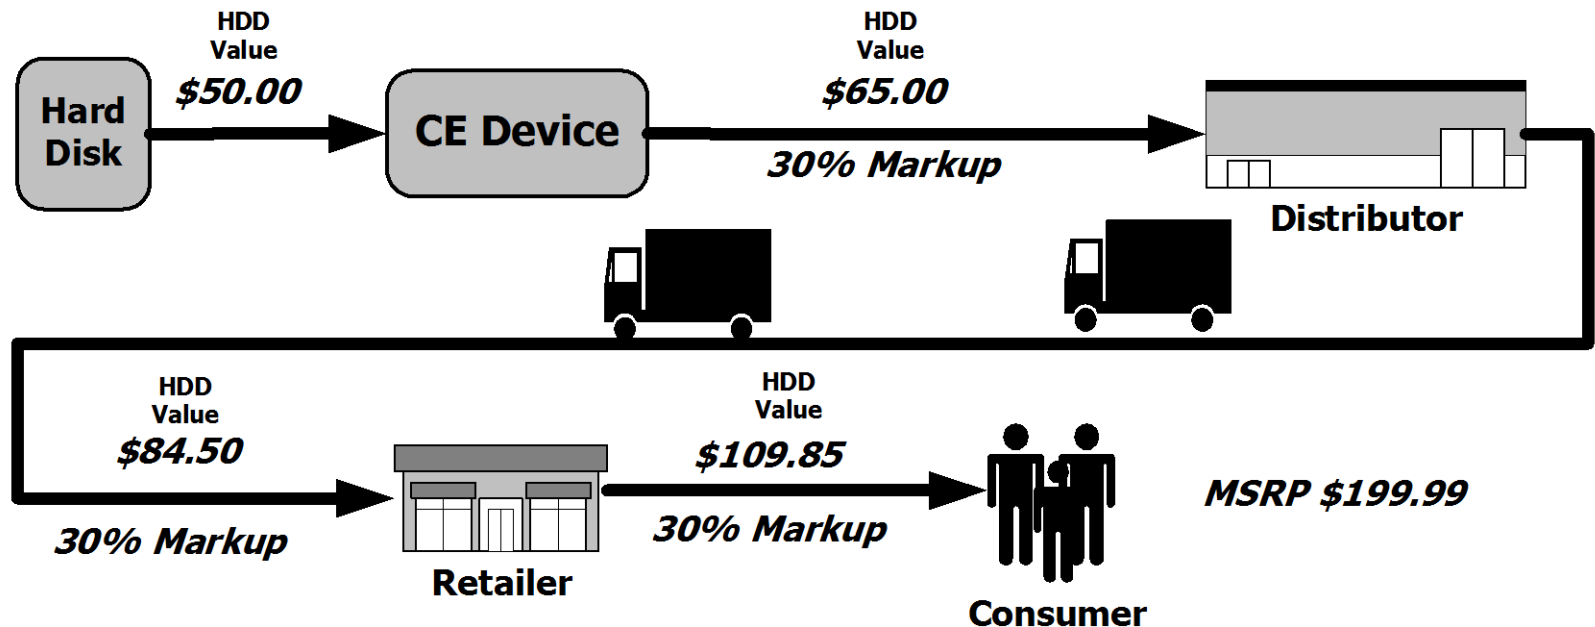 HDD
Value
$50.00
Hard
Disk
CE Device
HDD
Value
$65.00
30% Markup
Distributor
HDD
Value
$84.50
30% Markup
Retailer
HDD
Value
$109.85
30% Markup
Consumer
MSRP $199.99